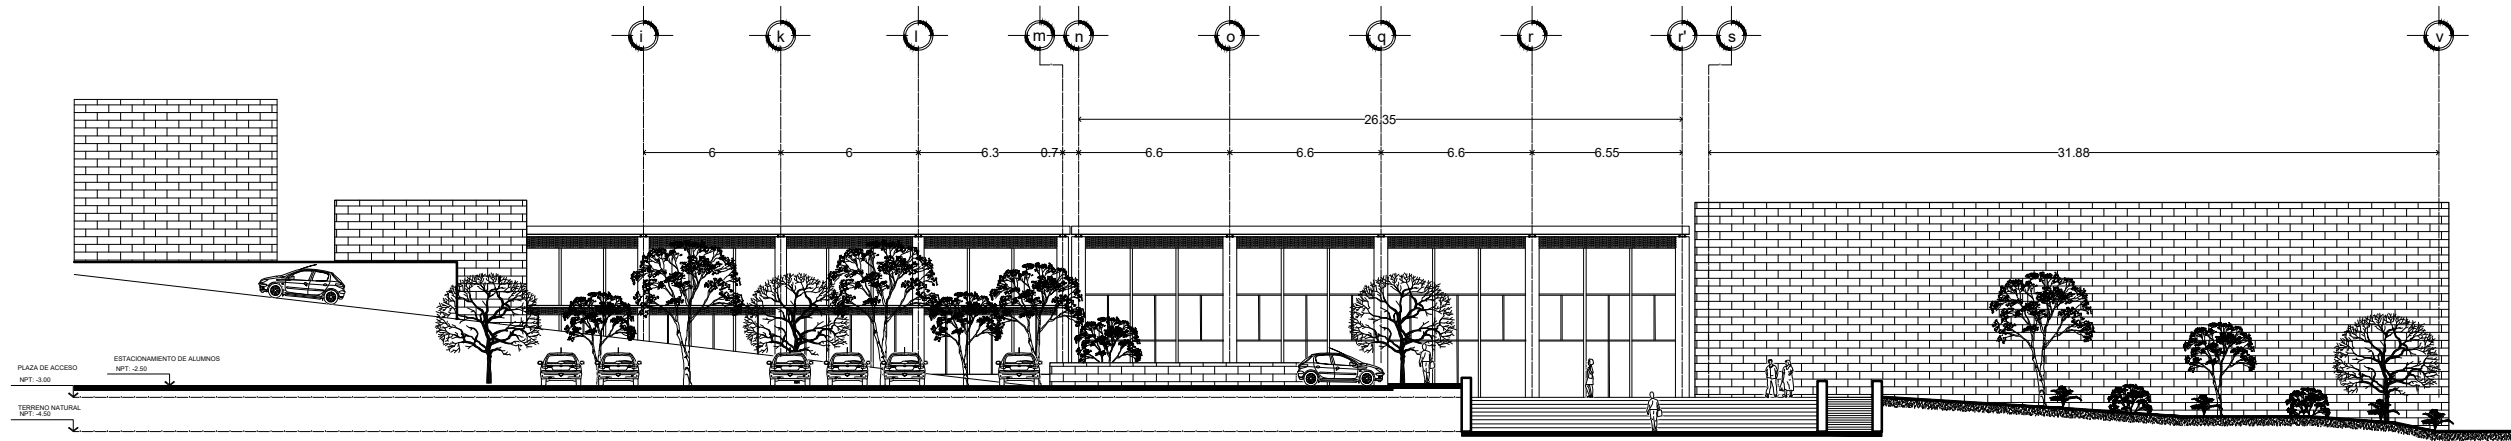 i k l m n o q r r' s v
26.35
6 6 6.3 0.7 6.6 6.6 6.6 6.55 31.88
ESTACIONAMIENTO DE ALUMNOS
NPT: -2.50
PLAZA DE ACCESO
NPT: -3.00
TERRENO NATURAL
NPT: -4.50